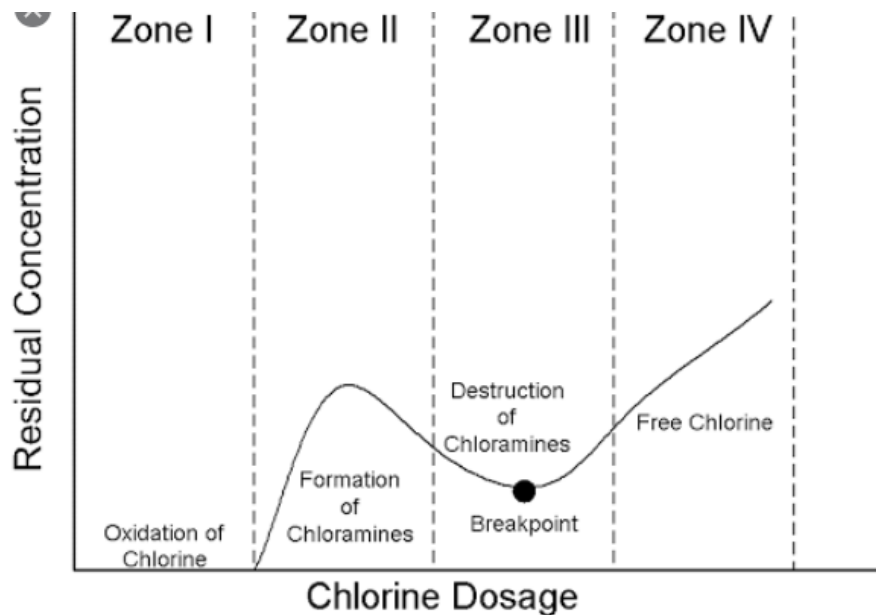 Zone I
Zone II
Zone III
Zone IV
Residual Concentration
Destruction
of
Chloramines
Free Chlorine
Formation
of
Chloramines
Breakpoint
Oxidation of
Chlorine
Chlorine Dosage